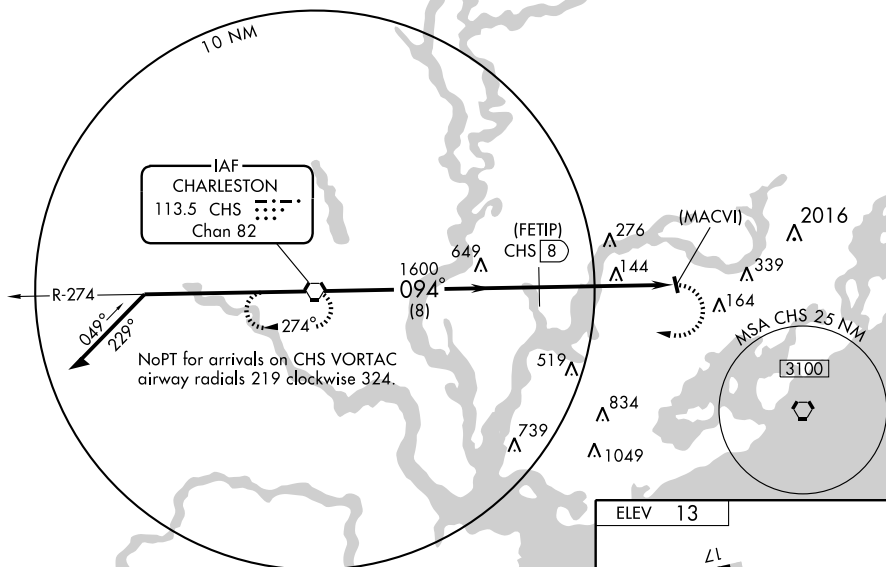 10 NM
IAF
CHARLESTON
113.5 CHS
Chan 82
(FETIP)
CHS 8
(MACVI)
2016
276
649
144
339
164
1600
094°
(8)
R-274
049°
229°
274°
NoPT for arrivals on CHS VORTAC
airway radials 219 clockwise 324.
519
834
739
1049
MSA CHS 25 NM
3100
ELEV 13
17